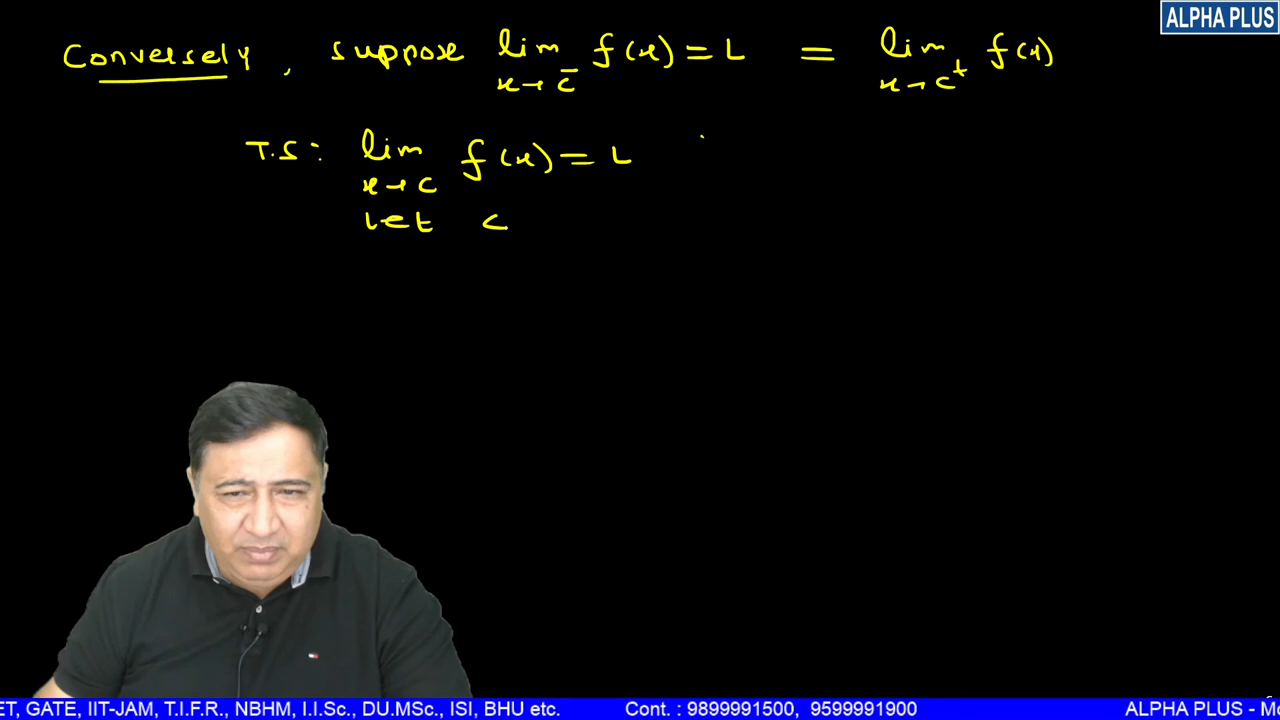 ALPHA PLUS
Conversely, suppose lim f(x) = L = lim f(x)
x→c⁻ x→c⁺
T.S: lim f(x) = L
x→c
Let
ET, GATE, IIT-JAM, T.I.F.R., NBHM, I.I.Sc., DU.MSc., ISI, BHU etc. Cont. : 9899991500, 9599991900 ALPHA PLUS - Mo